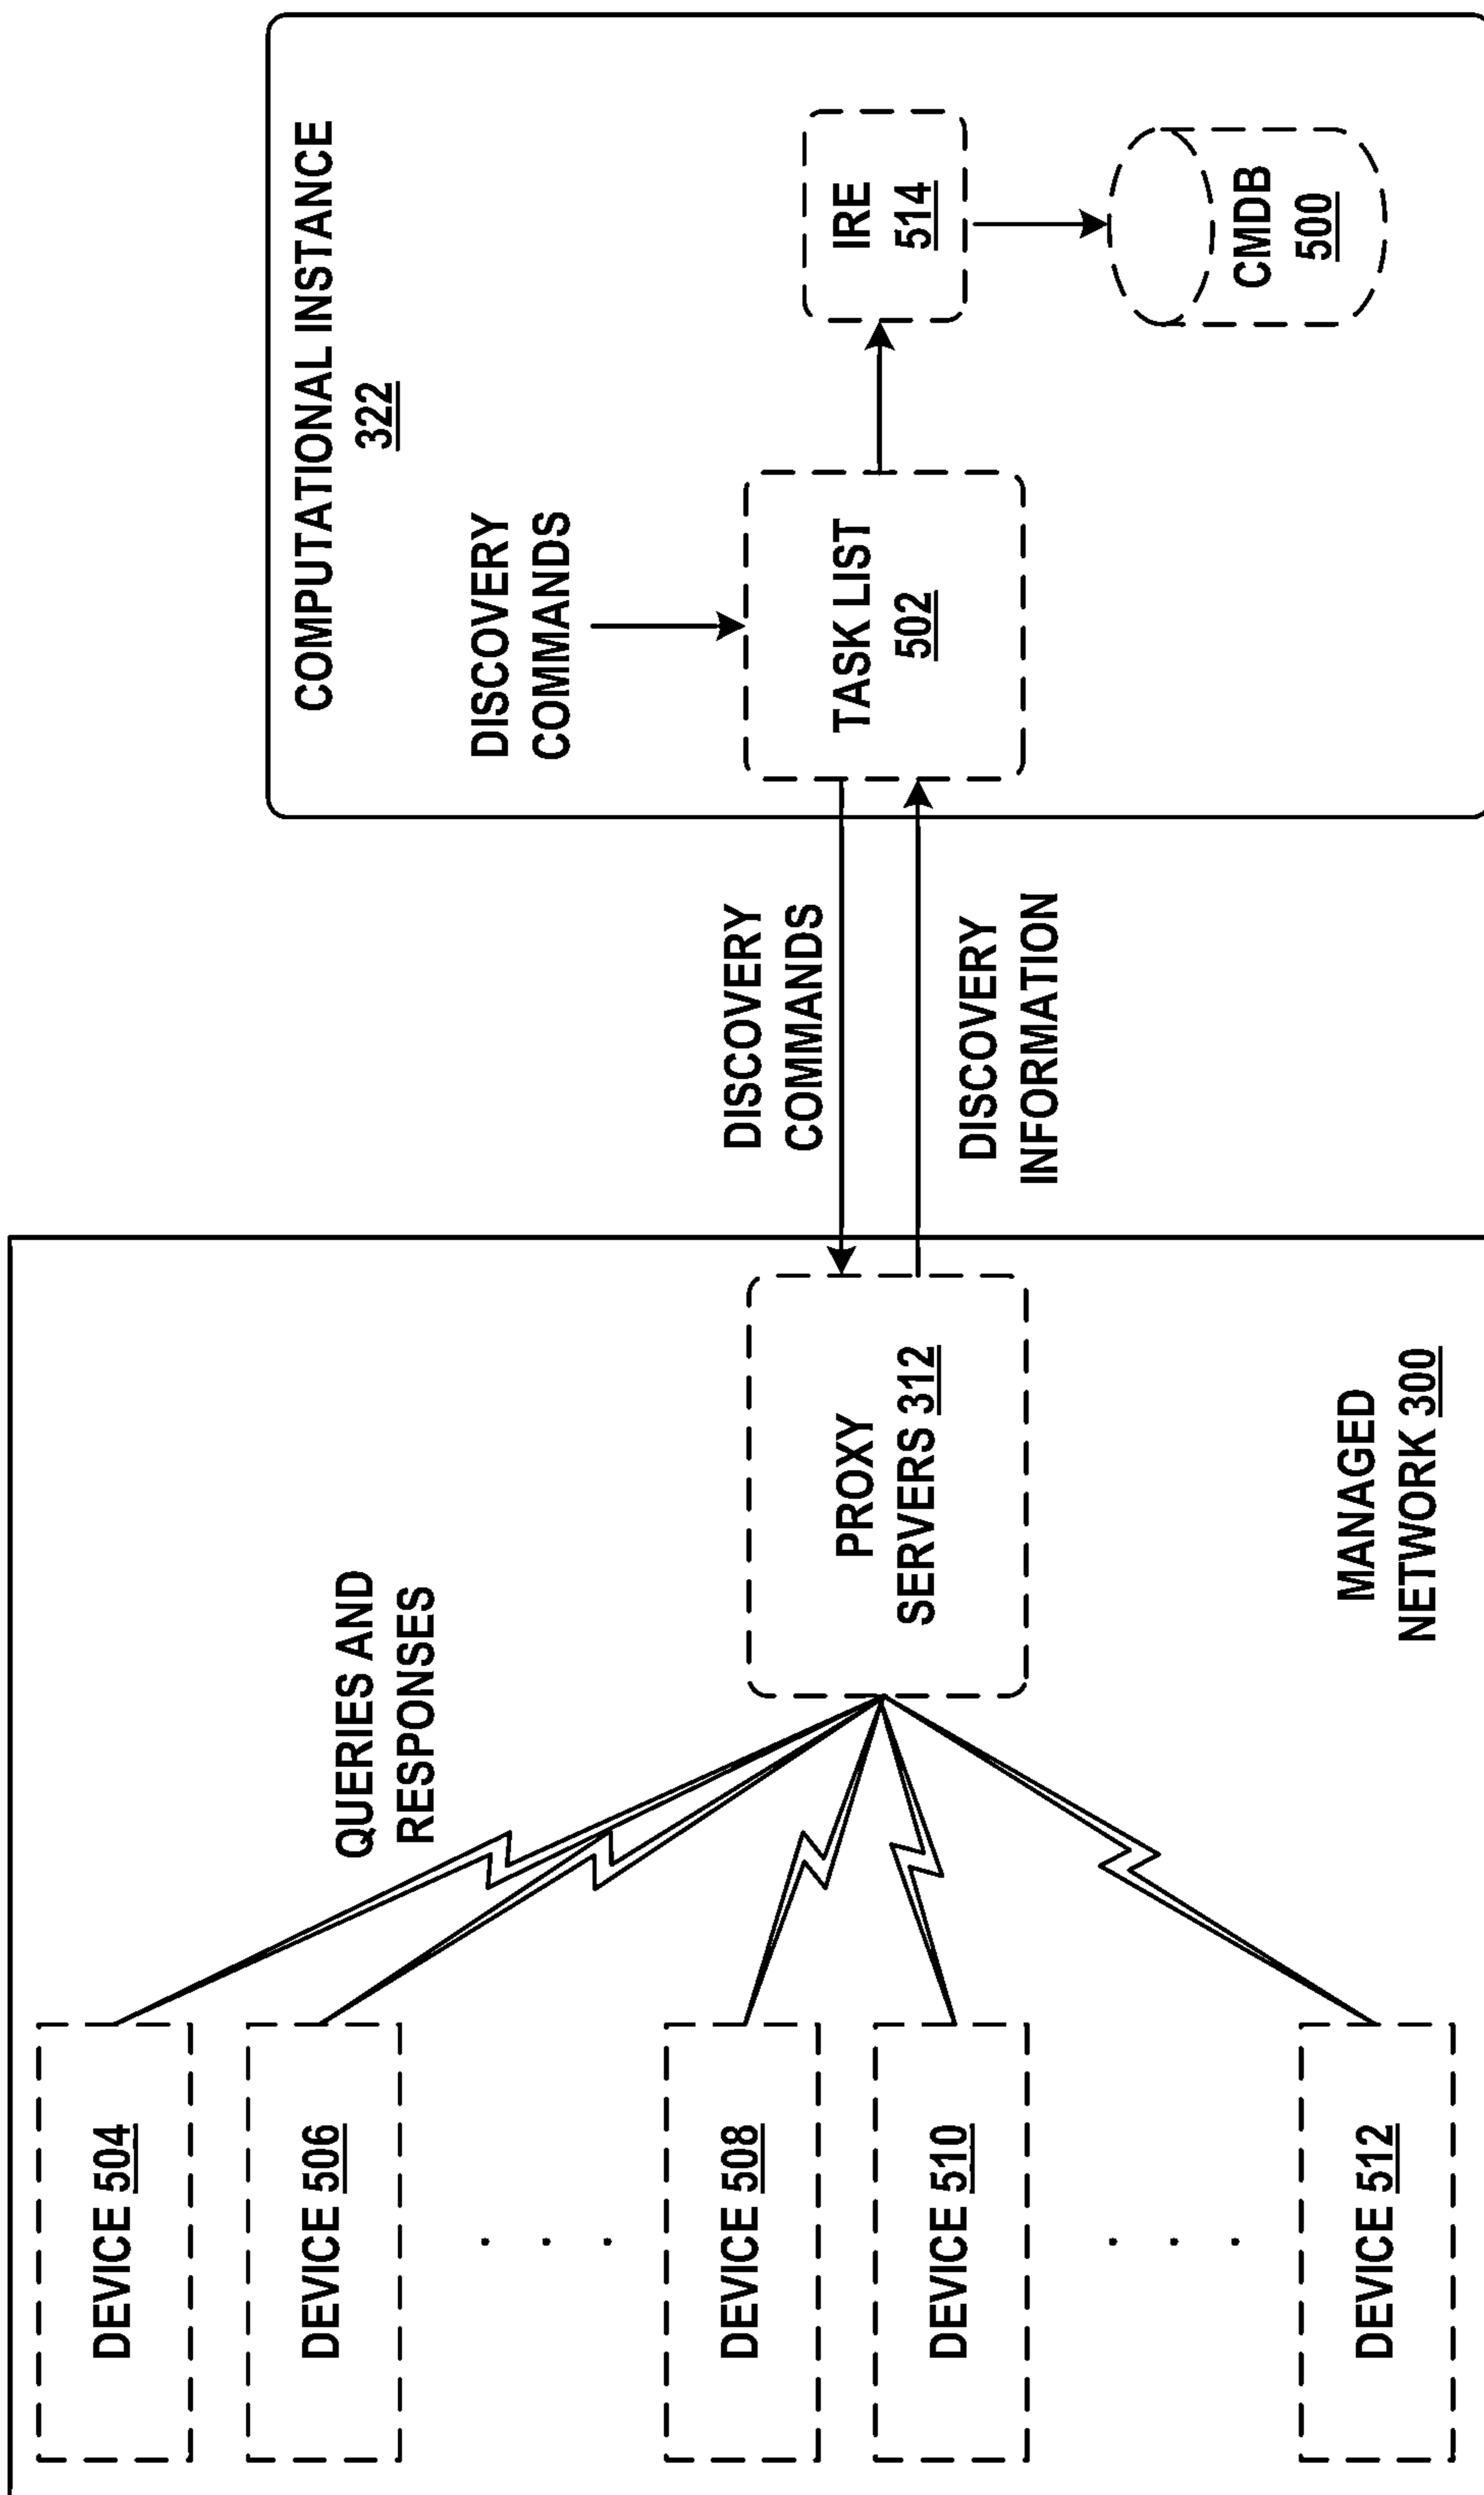 DEVICE 504
DEVICE 506
. . .
DEVICE 508
DEVICE 510
. . .
DEVICE 512
QUERIES AND
RESPONSES
PROXY
SERVERS 312
MANAGED
NETWORK 300
DISCOVERY
COMMANDS
DISCOVERY
INFORMATION
COMPUTATIONAL INSTANCE
322
DISCOVERY
COMMANDS
TASK LIST
502
IRE
514
CMDB
500